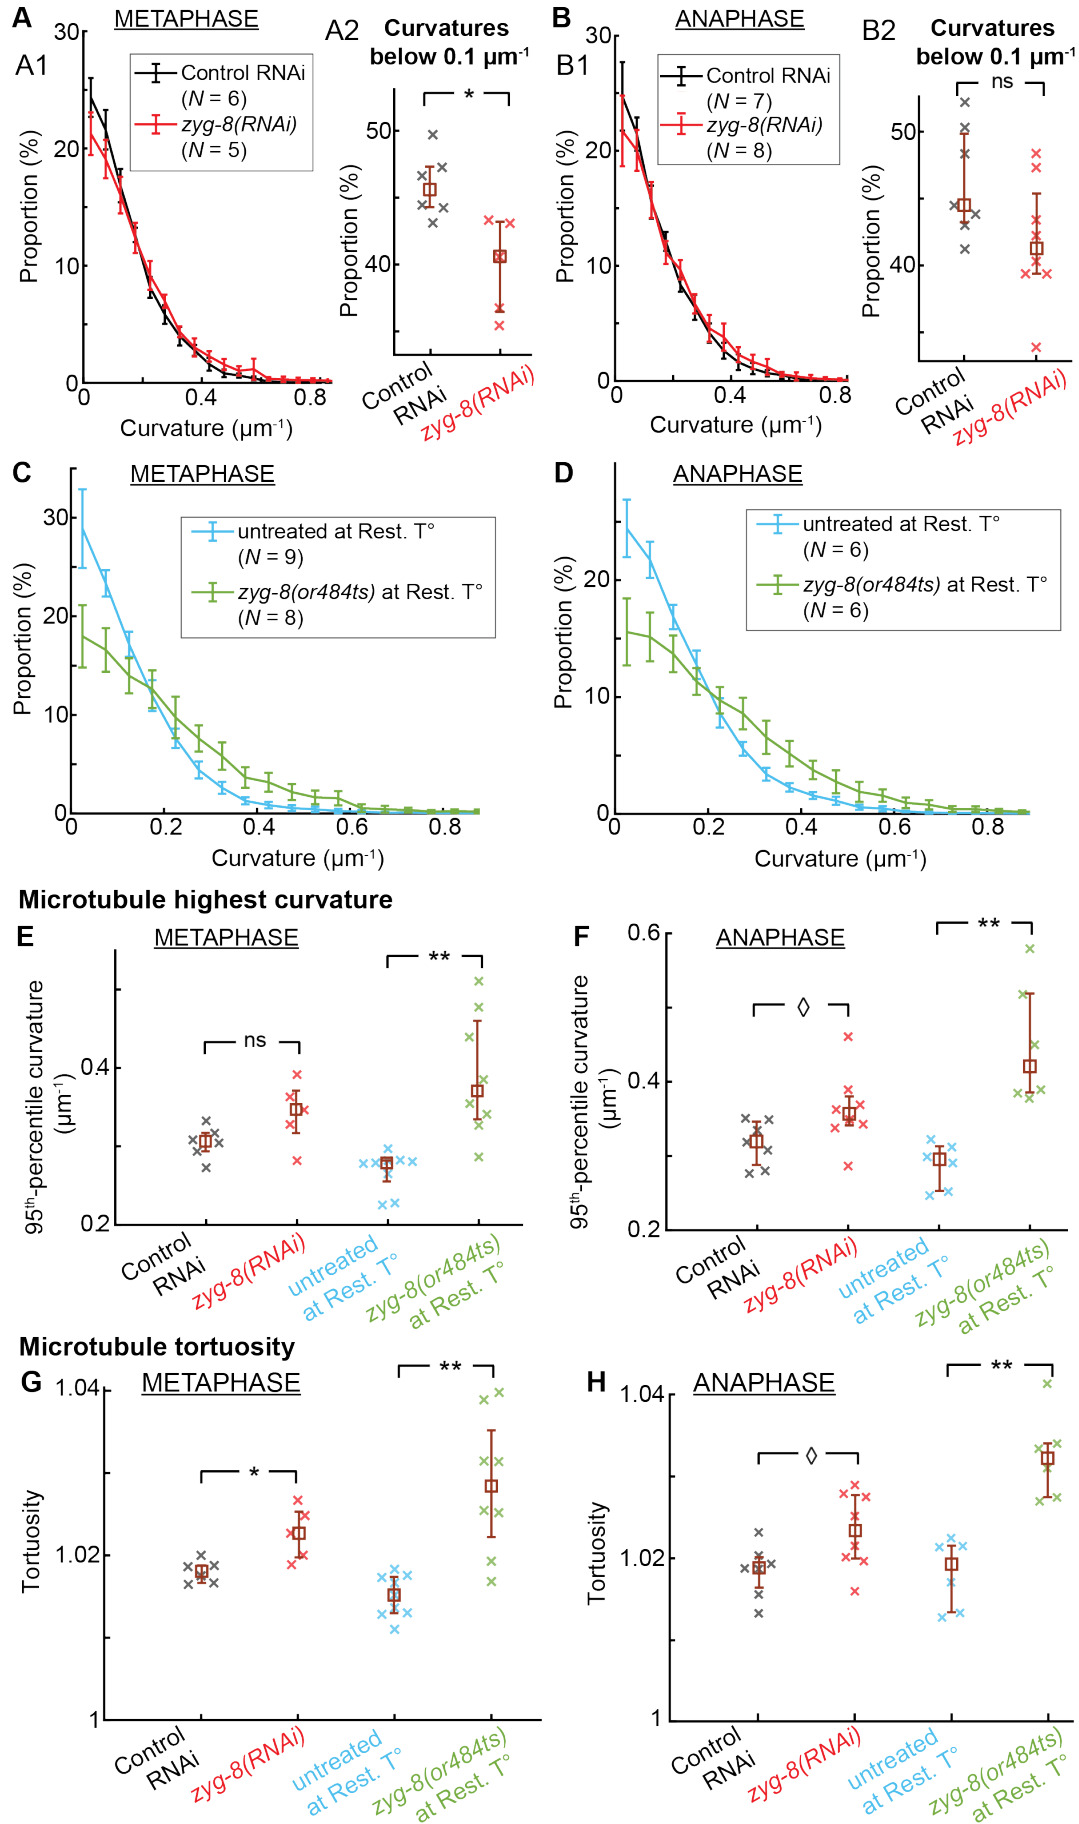 A
METAPHASE
A1
30
20
10
0
Proportion (%)
Control RNAi
(N = 6)
zyg-8(RNAi)
(N = 5)
0.4
0.8
Curvature (µm-1)
A2
Curvatures
below 0.1 µm-1
*
50
40
Proportion (%)
Control
RNAi
zyg-8(RNAi)
B
ANAPHASE
B1
30
20
10
0
Proportion (%)
Control RNAi
(N = 7)
zyg-8(RNAi)
(N = 8)
0.4
0.8
Curvature (µm-1)
B2
Curvatures
below 0.1 µm-1
ns
50
40
Proportion (%)
Control
RNAi
zyg-8(RNAi)
C
METAPHASE
30
20
10
0
Proportion (%)
untreated at Rest. T°
(N = 9)
zyg-8(or484ts) at Rest. T°
(N = 8)
0
0.2
0.4
0.6
0.8
Curvature (µm-1)
D
ANAPHASE
20
10
0
Proportion (%)
untreated at Rest. T°
(N = 6)
zyg-8(or484ts) at Rest. T°
(N = 6)
0
0.2
0.4
0.6
0.8
Curvature (µm-1)
Microtubule highest curvature
E
METAPHASE
95th-percentile curvature
(µm-1)
0.4
0.2
ns
**
Control
RNAi
zyg-8(RNAi)
untreated
at Rest. T°
zyg-8(or484ts)
at Rest. T°
F
ANAPHASE
95th-percentile curvature
(µm-1)
0.6
0.4
0.2
◊
**
Control
RNAi
zyg-8(RNAi)
untreated
at Rest. T°
zyg-8(or484ts)
at Rest. T°
Microtubule tortuosity
G
METAPHASE
Tortuosity
1.04
1.02
1
*
**
Control
RNAi
zyg-8(RNAi)
untreated
at Rest. T°
zyg-8(or484ts)
at Rest. T°
H
ANAPHASE
Tortuosity
1.04
1.02
1
◊
**
Control
RNAi
zyg-8(RNAi)
untreated
at Rest. T°
zyg-8(or484ts)
at Rest. T°